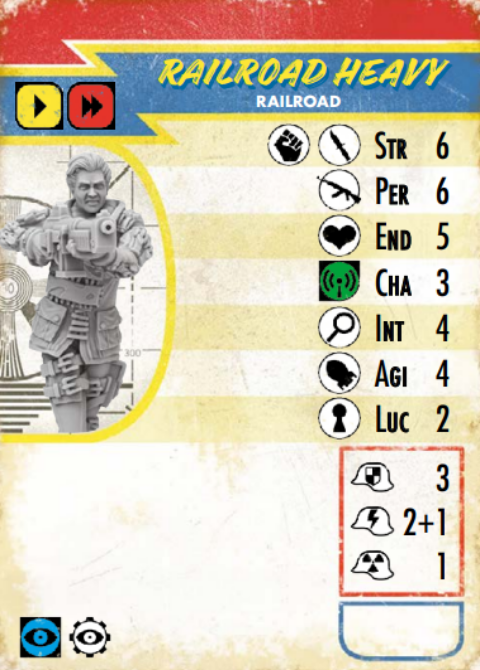 RAILROAD HEAVY
RAILROAD
STR 6
PER 6
END 5
CHA 3
INT 4
AGI 4
LUC 2
3
2+1
1
300